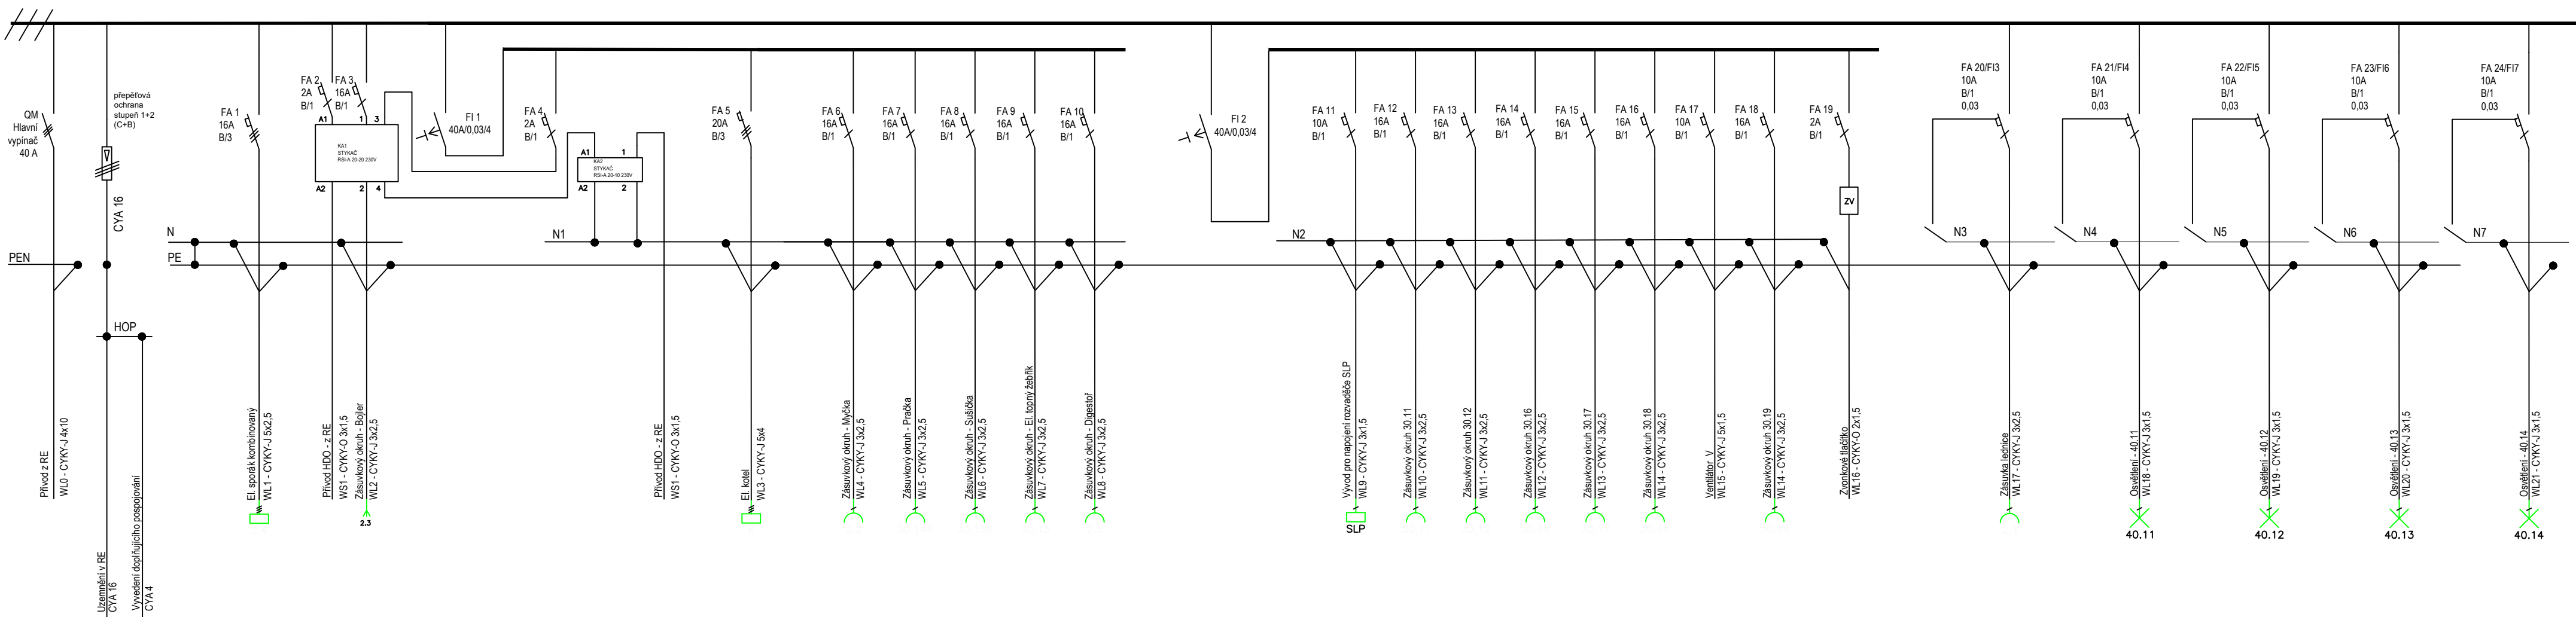 QM
Hlavní
vypínač
40 A
přepěťová
ochrana
stupeň 1+2
(C+B)
CYA 16
PEN
N
PE
HOP
Přívod z RE
WL0 - CYKY-J 4x10
Uzemnění v RE
CYA 16
Vyvedení doplňujícího pospojování
CYA 4
FA 1
16A
B/3
El. sporák kombinovaný
WL1 - CYKY-J 5x2,5
FA 2
2A
B/1
FA 3
16A
B/1
A1
1
3
KA1
STYKAČ
RSI-A 20-20 230V
A2
2
4
Přívod HDO - z RE
WS1 - CYKY-O 3x1,5
Zásuvkový okruh - Bojler
WL2 - CYKY-J 3x2,5
2.3
FI 1
40A/0,03/4
FA 4
2A
B/1
A1
1
KA2
STYKAČ
RSI-A 25-10 230V
A2
2
N1
Přívod HDO - z RE
WS1 - CYKY-O 3x1,5
FA 5
20A
B/3
El. kotel
WL3 - CYKY-J 5x4
FA 6
16A
B/1
Zásuvkový okruh - Myčka
WL4 - CYKY-J 3x2,5
FA 7
16A
B/1
Zásuvkový okruh - Pračka
WL5 - CYKY-J 3x2,5
FA 8
16A
B/1
Zásuvkový okruh - Sušička
WL6 - CYKY-J 3x2,5
FA 9
16A
B/1
Zásuvkový okruh - El. topný žebřík
WL7 - CYKY-J 3x2,5
FA 10
16A
B/1
Zásuvkový okruh - Digestoř
WL8 - CYKY-J 3x2,5
FI 2
40A/0,03/4
N2
FA 11
10A
B/1
Vývod pro napojení rozvaděče SLP
WL9 - CYKY-J 3x1,5
SLP
FA 12
16A
B/1
Zásuvkový okruh 30.11
WL10 - CYKY-J 3x2,5
FA 13
16A
B/1
Zásuvkový okruh 30.12
WL11 - CYKY-J 3x2,5
FA 14
16A
B/1
Zásuvkový okruh 30.16
WL12 - CYKY-J 3x2,5
FA 15
16A
B/1
Zásuvkový okruh 30.17
WL13 - CYKY-J 3x2,5
FA 16
16A
B/1
Zásuvkový okruh 30.18
WL14 - CYKY-J 3x2,5
FA 17
10A
B/1
Ventilátor V
WL15 - CYKY-J 5x1,5
FA 18
16A
B/1
Zásuvkový okruh 30.19
WL14 - CYKY-J 3x2,5
FA 19
2A
B/1
ZV
Zvonkové tlačítko
WL16 - CYKY-O 2x1,5
FA 20/FI3
10A
B/1
0,03
N3
Zásuvka lednice
WL17 - CYKY-J 3x2,5
FA 21/FI4
10A
B/1
0,03
N4
Osvětlení - 40.11
WL18 - CYKY-J 3x1,5
40.11
FA 22/FI5
10A
B/1
0,03
N5
Osvětlení - 40.12
WL19 - CYKY-J 3x1,5
40.12
FA 23/FI6
10A
B/1
0,03
N6
Osvětlení - 40.13
WL20 - CYKY-J 3x1,5
40.13
FA 24/FI7
10A
B/1
0,03
N7
Osvětlení - 40.14
WL21 - CYKY-J 3x1,5
40.14